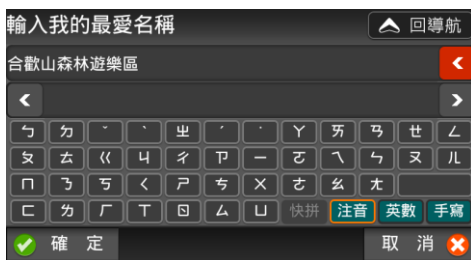 輸入我的最愛名稱 回導航
合歡山森林遊樂區
ㄅ ㄉ ˇ ˋ ㄓ ˊ ˙ ㄚ ㄞ ㄢ ㄝ ㄥ
ㄆ ㄊ ㄍ ㄐ ㄔ ㄗ ㄧ ㄛ ㄟ ㄣ ㄡ ㄦ
ㄇ ㄋ ㄎ ㄑ ㄕ ㄘ ㄨ ㄜ ㄠ ㄤ
ㄈ ㄌ ㄏ ㄒ ㄖ ㄙ ㄩ 快拼 注音 英數 手寫
確 定 取 消